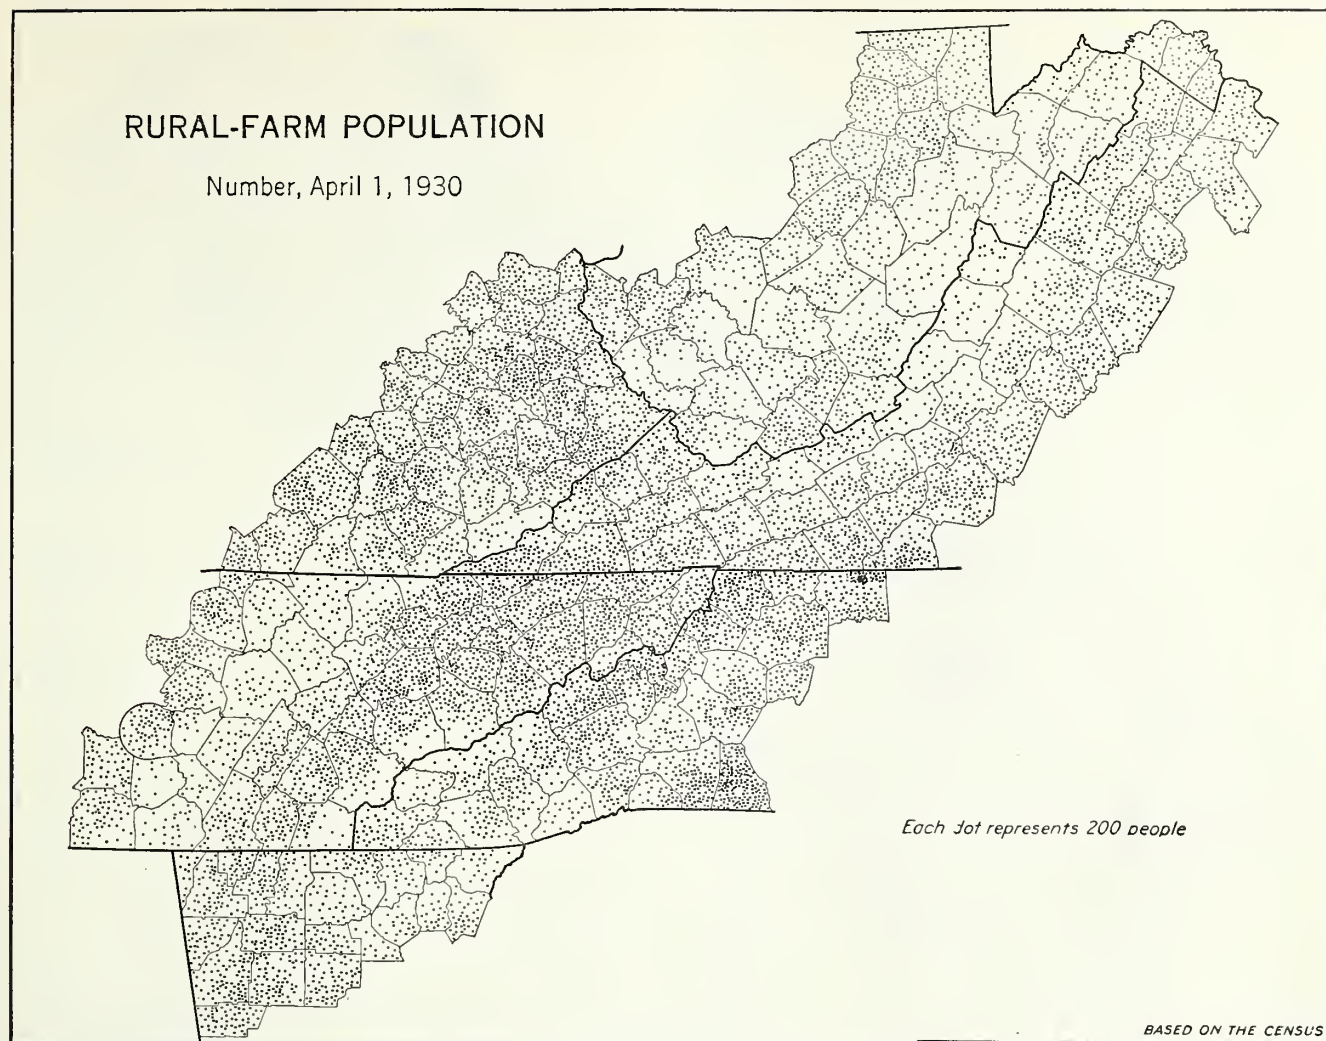 RURAL-FARM POPULATION
Number, April 1, 1930
Each dot represents 200 people
BASED ON THE CENSUS